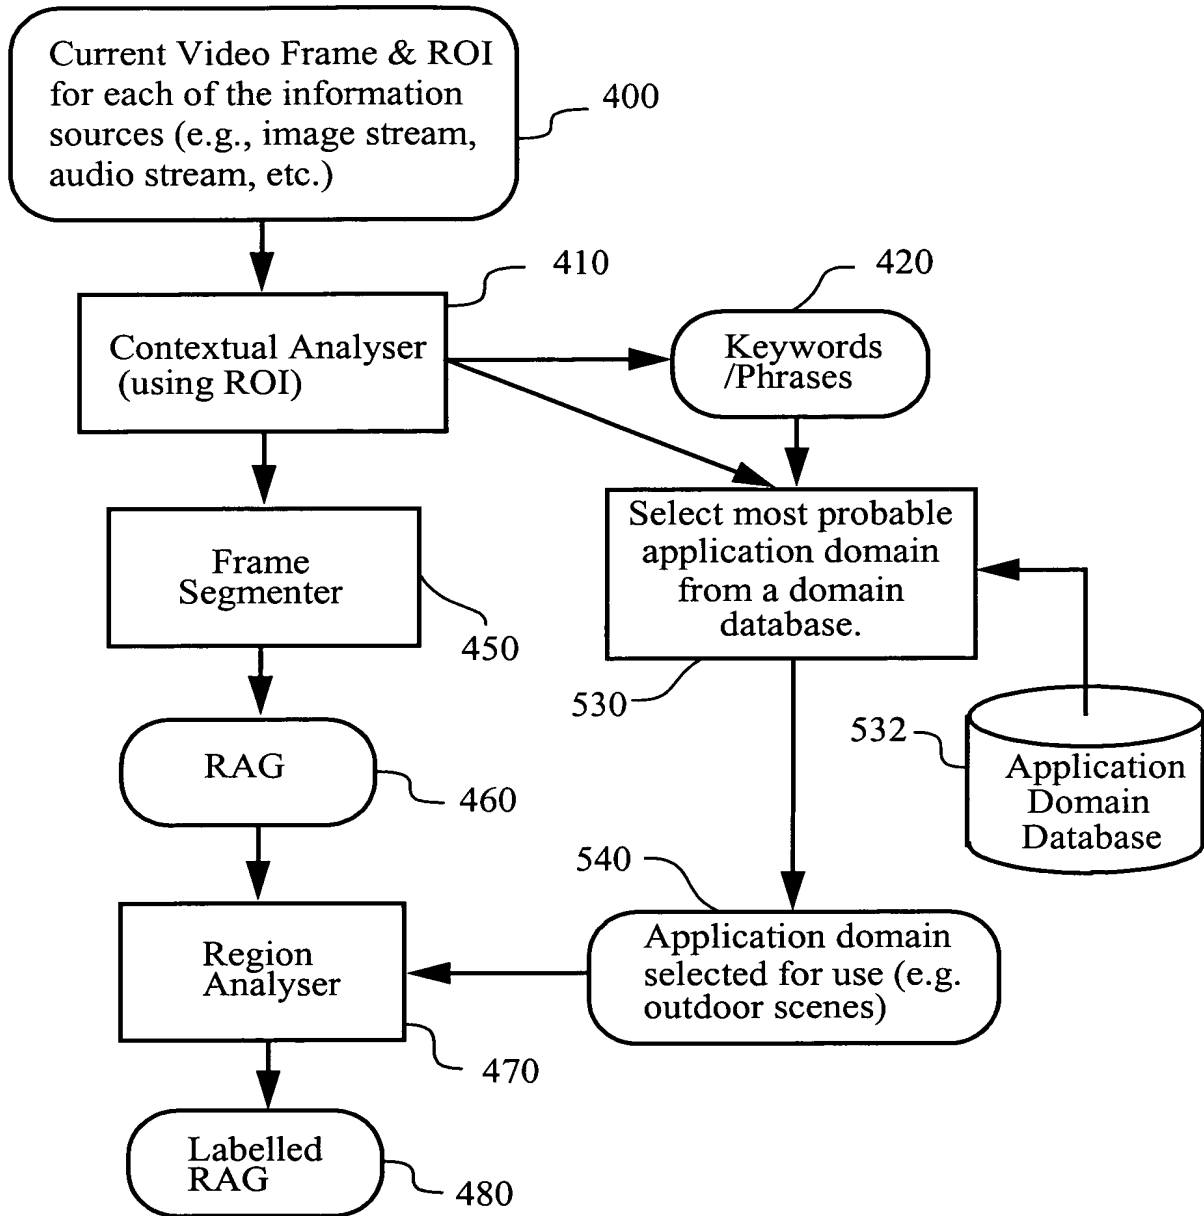 Current Video Frame & ROI
for each of the information
sources (e.g., image stream,
audio stream, etc.)
400
410
Contextual Analyser
(using ROI)
420
Keywords
/Phrases
Frame
Segmenter
450
Select most probable
application domain
from a domain
database.
530
532
Application
Domain
Database
RAG
460
540
Application domain
selected for use (e.g.
outdoor scenes)
Region
Analyser
470
Labelled
RAG
480